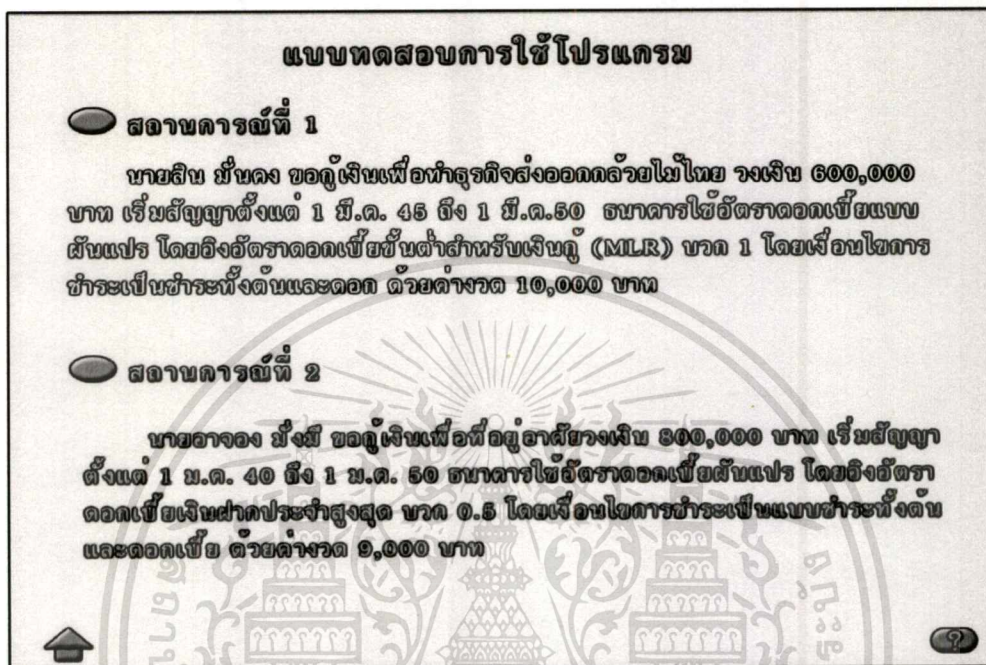 แบบทดสอบการใช้โปรแกรม
สถานการณ์ที่ 1
นายสิน มั่นคง ขอกู้เงินเพื่อทำธุรกิจส่งออกกล้วยไม้ไทย วงเงิน 600,000
บาท เริ่มสัญญาตั้งแต่ 1 มี.ค. 45 ถึง 1 มี.ค.50 ธนาคารใช้อัตราดอกเบี้ยแบบ
ผันแปร โดยอิงอัตราดอกเบี้ยขั้นต่ำสำหรับเงินกู้ (MLR) บวก 1 โดยเงื่อนไขการ
ชำระเป็นชำระทั้งต้นและดอก ด้วยค่างวด 10,000 บาท
สถานการณ์ที่ 2
นายอาจอง มั่งมี ขอกู้เงินเพื่อที่อยู่อาศัยวงเงิน 800,000 บาท เริ่มสัญญา
ตั้งแต่ 1 ม.ค. 40 ถึง 1 ม.ค. 50 ธนาคารใช้อัตราดอกเบี้ยผันแปร โดยอิงอัตรา
ดอกเบี้ยเงินฝากประจำสูงสุด บวก 0.5 โดยเงื่อนไขการชำระเป็นแบบชำระทั้งต้น
และดอกเบี้ย ด้วยค่างวด 9,000 บาท
?